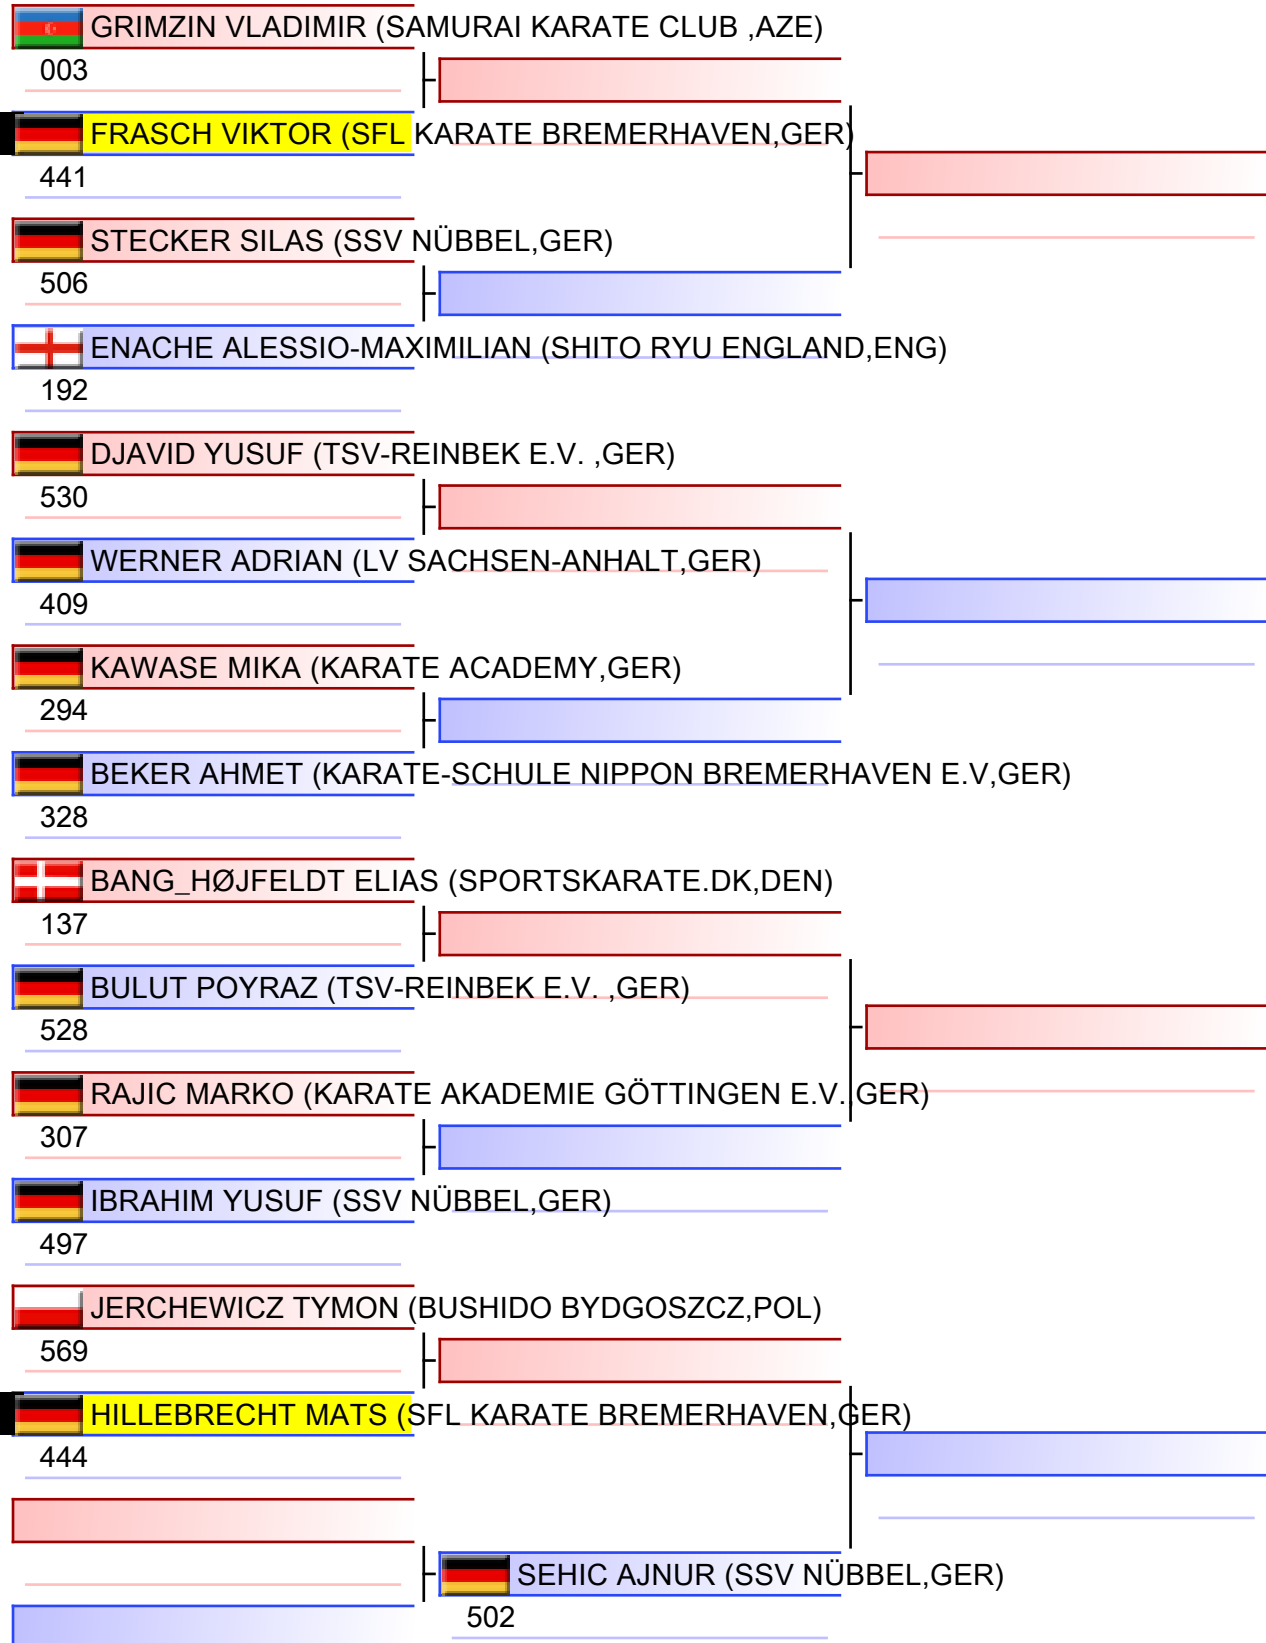 GRIMZIN VLADIMIR (SAMURAI KARATE CLUB ,AZE)
003
FRASCH VIKTOR (SFL KARATE BREMERHAVEN,GER)
441
STECKER SILAS (SSV NÜBBEL,GER)
506
ENACHE ALESSIO-MAXIMILIAN (SHITO RYU ENGLAND,ENG)
192
DJAVID YUSUF (TSV-REINBEK E.V. ,GER)
530
WERNER ADRIAN (LV SACHSEN-ANHALT,GER)
409
KAWASE MIKA (KARATE ACADEMY,GER)
294
BEKER AHMET (KARATE-SCHULE NIPPON BREMERHAVEN E.V,GER)
328
BANG_HØJFELDT ELIAS (SPORTSKARATE.DK,DEN)
137
BULUT POYRAZ (TSV-REINBEK E.V. ,GER)
528
RAJIC MARKO (KARATE AKADEMIE GÖTTINGEN E.V.,GER)
307
IBRAHIM YUSUF (SSV NÜBBEL,GER)
497
JERCHEWICZ TYMON (BUSHIDO BYDGOSZCZ,POL)
569
HILLEBRECHT MATS (SFL KARATE BREMERHAVEN,GER)
444
SEHIC AJNUR (SSV NÜBBEL,GER)
502